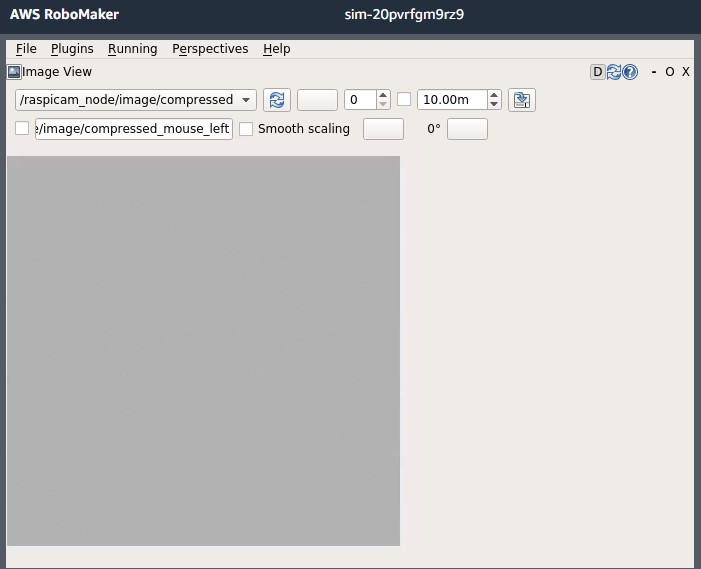 AWS RoboMaker sim-20pvrfgm9rz9
File Plugins Running Perspectives Help
Image View D ? - O X
/raspicam_node/image/compressed 0 10.00m
e/image/compressed_mouse_left Smooth scaling 0°